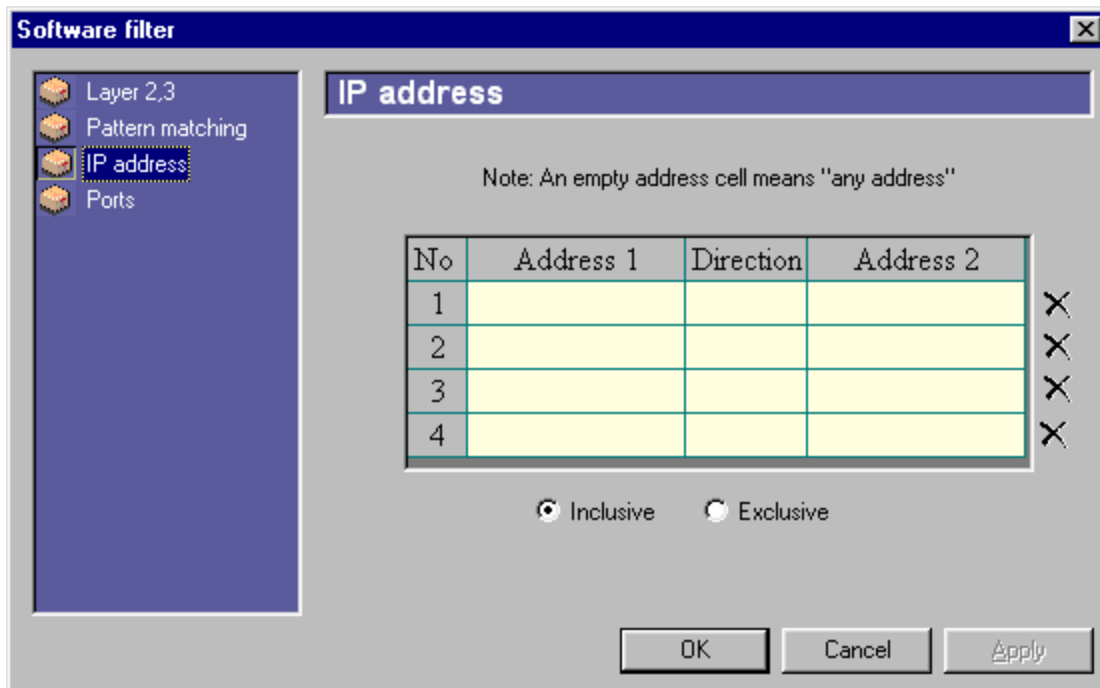 Software filter
Layer 2,3
Pattern matching
IP address
Ports
IP address
Note: An empty address cell means "any address"
No Address 1 Direction Address 2
1
2
3
4
Inclusive Exclusive
OK Cancel Apply